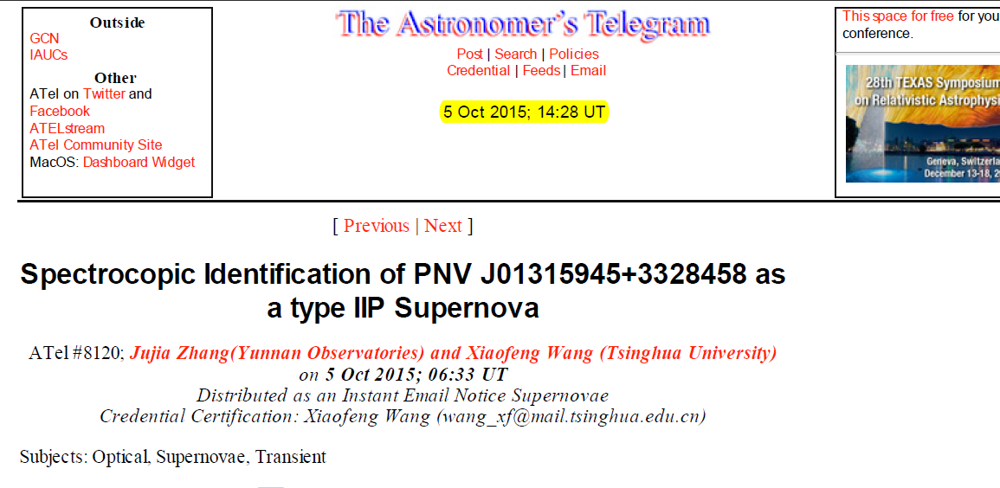 Outside
GCN
IAUCs
Other
ATel on Twitter and
Facebook
ATELstream
ATel Community Site
MacOS: Dashboard Widget
The Astronomer's Telegram
Post | Search | Policies
Credential | Feeds | Email
5 Oct 2015; 14:28 UT
This space for free for you
conference.
28th TEXAS Symposium
on Relativistic Astrophysi
Geneva, Switzerla
December 13-18, 2
[ Previous | Next ]
Spectrocopic Identification of PNV J01315945+3328458 as
a type IIP Supernova
ATel #8120; Jujia Zhang(Yunnan Observatories) and Xiaofeng Wang (Tsinghua University)
on 5 Oct 2015; 06:33 UT
Distributed as an Instant Email Notice Supernovae
Credential Certification: Xiaofeng Wang (wang_xf@mail.tsinghua.edu.cn)
Subjects: Optical, Supernovae, Transient